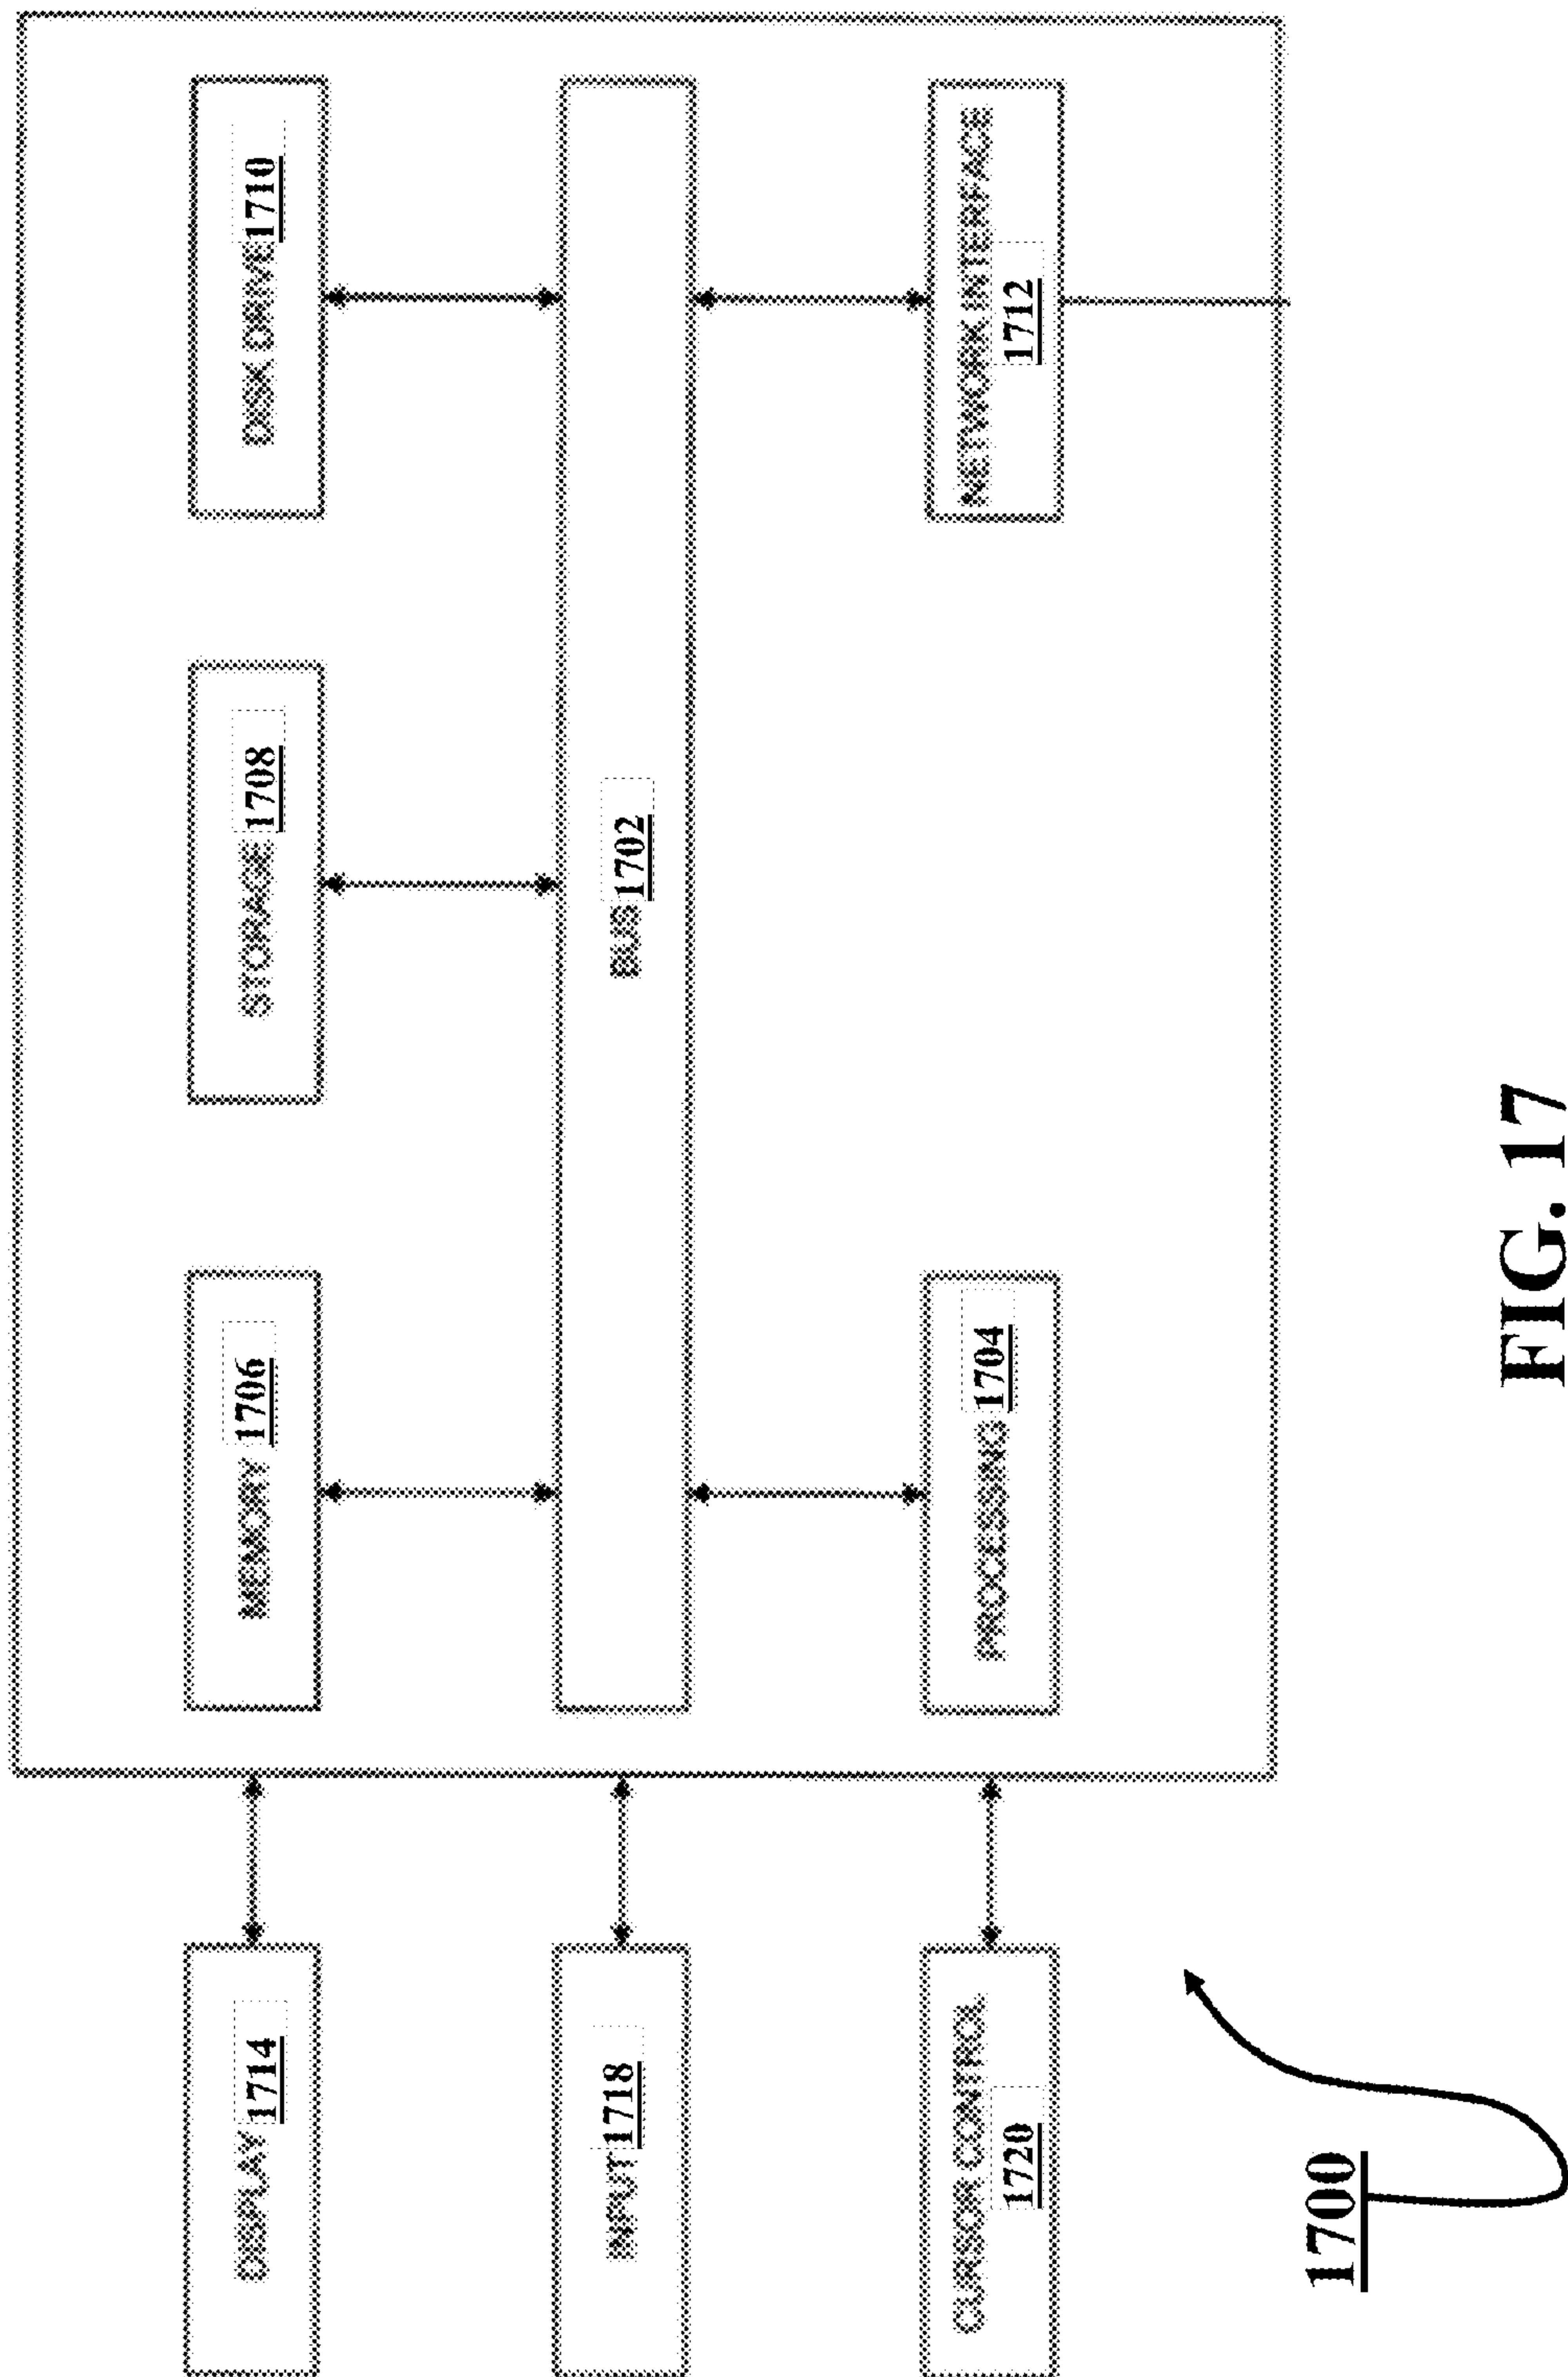 DISPLAY 1714
MEMORY 1706
STORAGE 1708
DISK DRIVE 1710
INPUT 1718
BUS 1702
CURSOR CONTROL
1720
PROCESSING 1704
NETWORK INTERFACE
1712
1700
FIG. 17